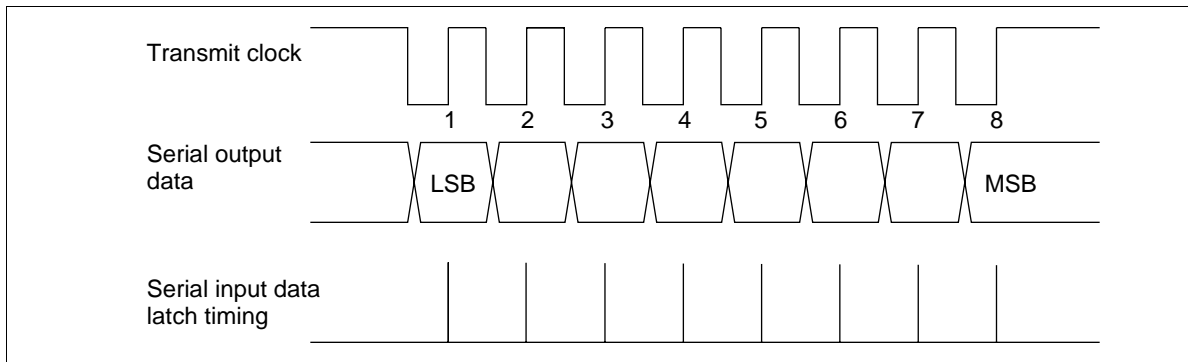 Transmit clock
1 2 3 4 5 6 7 8
Serial output
data
LSB
MSB
Serial input data
latch timing